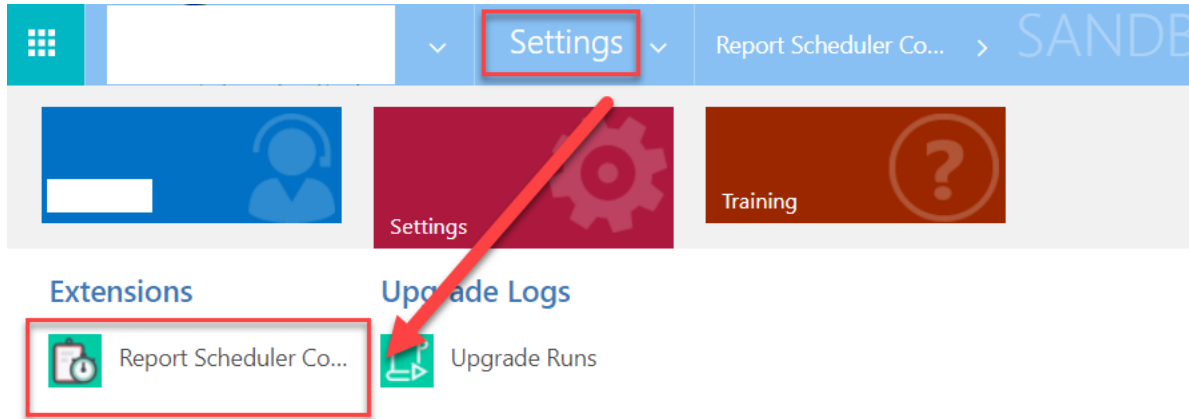 Settings
Report Scheduler Co...
SANDB
Settings
Training
?
Extensions
Upgrade Logs
Report Scheduler Co...
Upgrade Runs